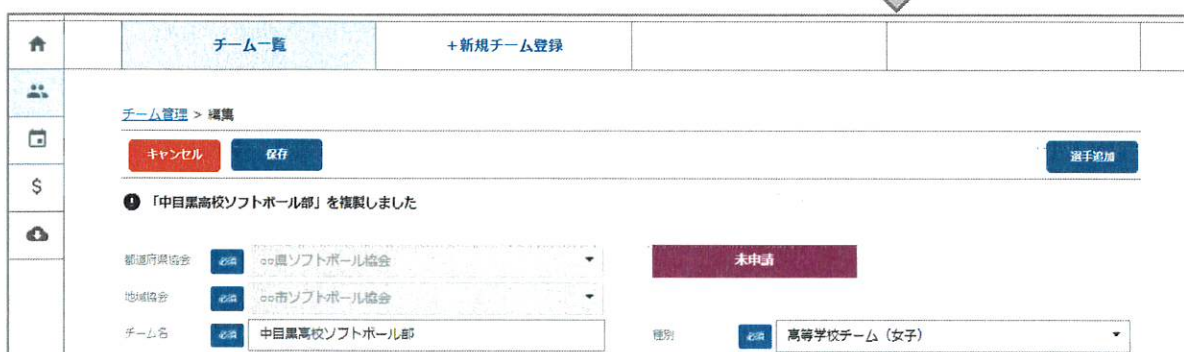 チーム一覧 +新規チーム登録
チーム管理 > 編集
キャンセル 保存 選手追加
「中目黒高校ソフトボール部」を複製しました
都道府県協会 必須 ○○県ソフトボール協会 未申請
地域協会 必須 ○○市ソフトボール協会
チーム名 必須 中目黒高校ソフトボール部 種別 必須 高等学校チーム（女子）